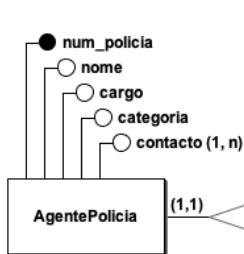 num_policia
nome
cargo
categoria
contacto (1, n)
(1,1)
AgentePolicia